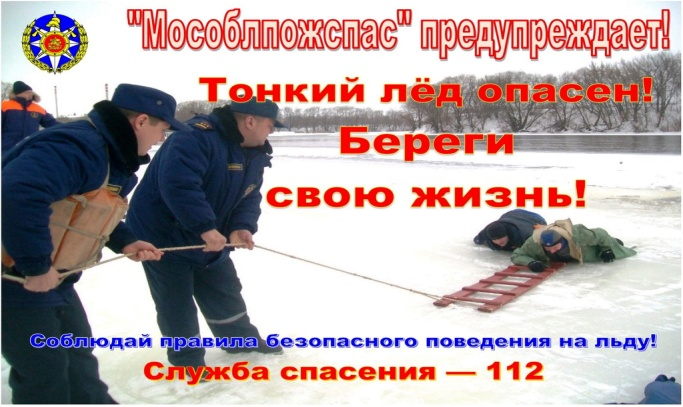 "Мособлпожспас" предупреждает!
Тонкий лёд опасен!
Береги
свою жизнь!
Соблюдай правила безопасного поведения на льду!
Служба спасения — 112